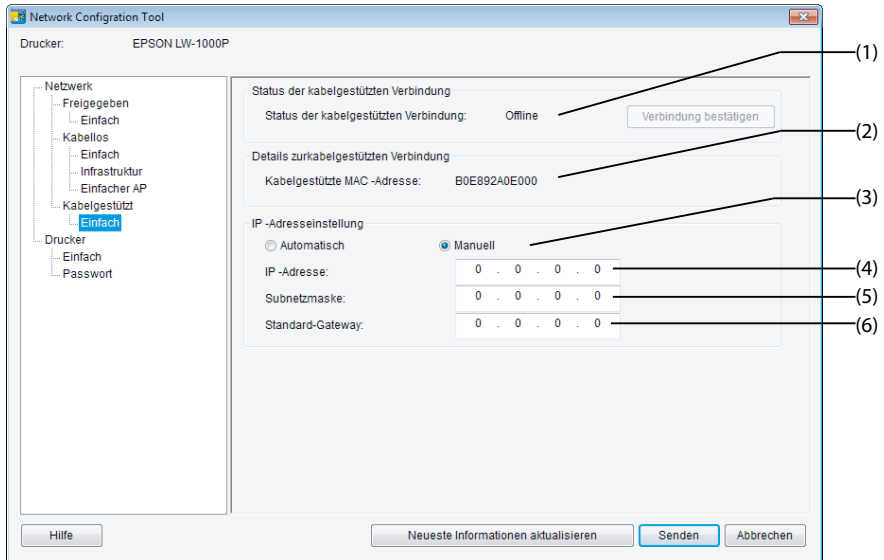 Network Configration Tool
Drucker: EPSON LW-1000P
(1)
Netzwerk
Freigegeben
Einfach
Kabellos
Einfach
Infrastruktur
Einfacher AP
Kabelgestützt
Einfach
Drucker
Einfach
Passwort
Status der kabelgestützten Verbindung
Status der kabelgestützten Verbindung: Offline Verbindung bestätigen
(2)
Details zurkabelgestützten Verbindung
Kabelgestützte MAC -Adresse: B0E892A0E000
(3)
IP -Adresseinstellung
Automatisch Manuell
IP -Adresse: 0 . 0 . 0 . 0 (4)
Subnetzmaske: 0 . 0 . 0 . 0 (5)
Standard-Gateway: 0 . 0 . 0 . 0 (6)
Hilfe Neueste Informationen aktualisieren Senden Abbrechen